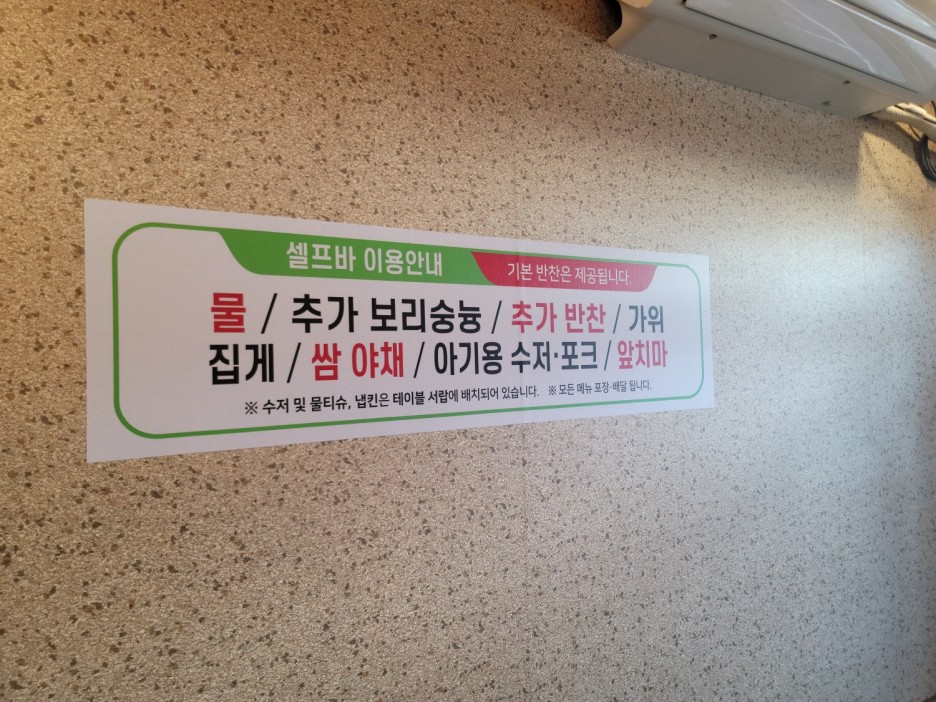 셀프바 이용안내 기본 반찬은 제공됩니다.
물 / 추가 보리숭늉 / 추가 반찬 / 가위
집게 / 쌈 야채 / 아기용 수저·포크 / 앞치마
※ 수저 및 물티슈, 냅킨은 테이블 서랍에 배치되어 있습니다. ※ 모든 메뉴 포장·배달 됩니다.